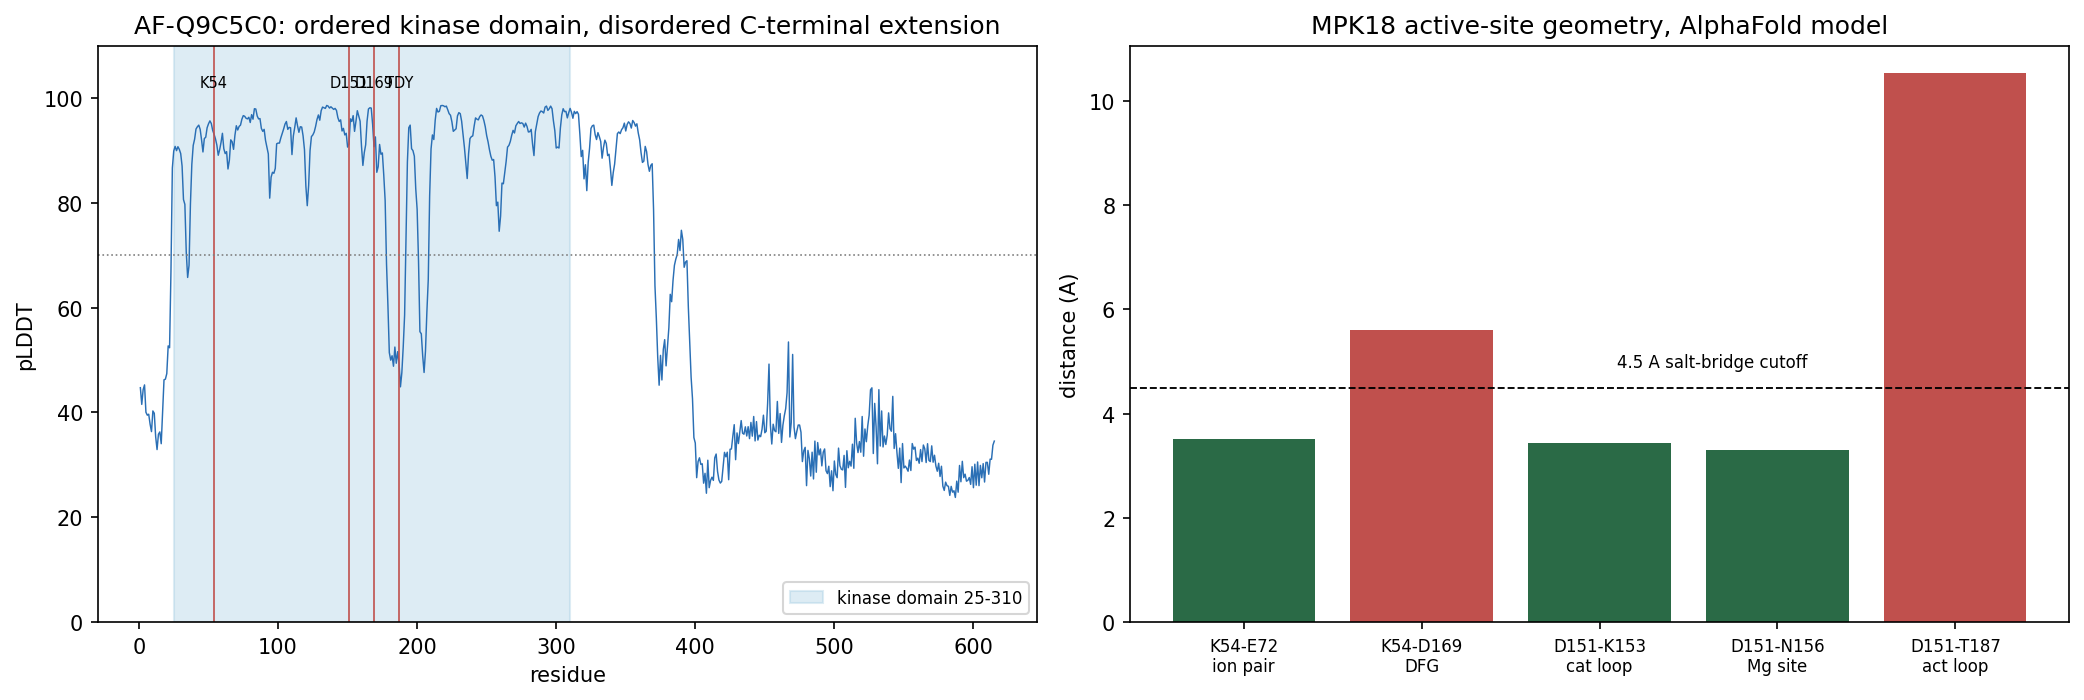 AF-Q9C5C0: ordered kinase domain, disordered C-terminal extension
K54
D151
D169
TDY
100
80
60
40
20
0
pLDDT
0
100
200
300
400
500
600
residue
kinase domain 25-310
MPK18 active-site geometry, AlphaFold model
10
8
6
4
2
0
distance (A)
4.5 A salt-bridge cutoff
K54-E72
ion pair
K54-D169
DFG
D151-K153
cat loop
D151-N156
Mg site
D151-T187
act loop